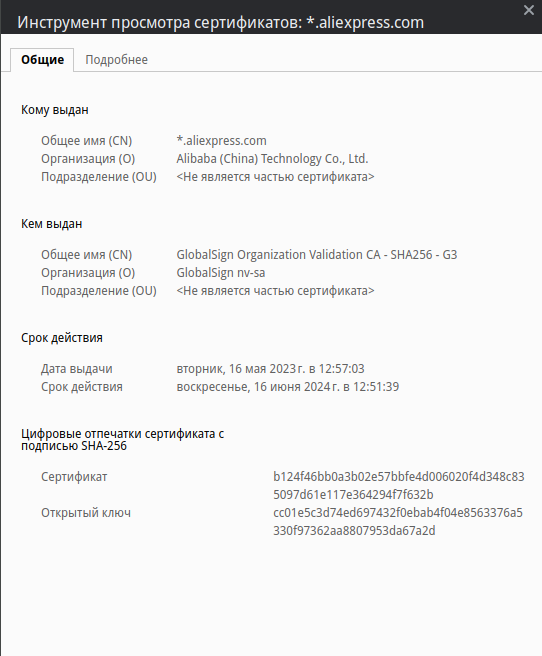 Инструмент просмотра сертификатов: *.aliexpress.com
Общие Подробнее
Кому выдан
Общее имя (CN) *.aliexpress.com
Организация (O) Alibaba (China) Technology Co., Ltd.
Подразделение (OU) <Не является частью сертификата>
Кем выдан
Общее имя (CN) GlobalSign Organization Validation CA - SHA256 - G3
Организация (O) GlobalSign nv-sa
Подразделение (OU) <Не является частью сертификата>
Срок действия
Дата выдачи вторник, 16 мая 2023 г. в 12:57:03
Срок действия воскресенье, 16 июня 2024 г. в 12:51:39
Цифровые отпечатки сертификата с
подписью SHA-256
Сертификат b124f46bb0a3b02e57bbfe4d006020f4d348c83
5097d61e117e364294f7f632b
Открытый ключ cc01e5c3d74ed697432f0ebab4f04e8563376a5
330f97362aa8807953da67a2d